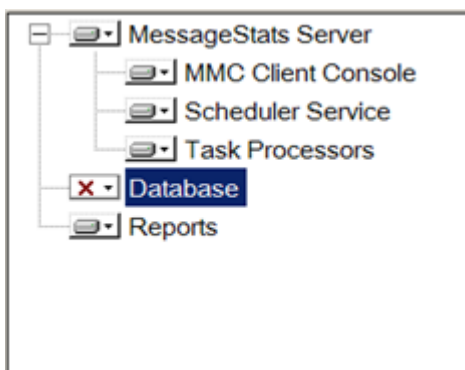 MessageStats Server
MMC Client Console
Scheduler Service
Task Processors
Database
Reports